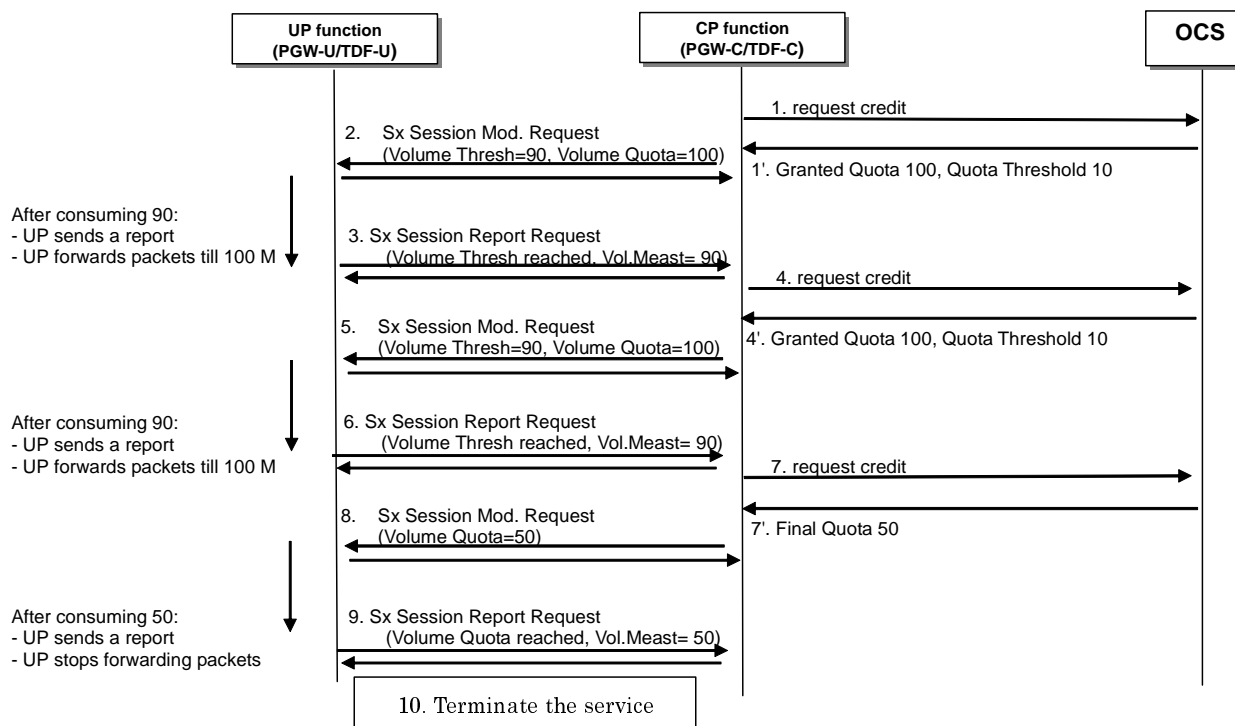 UP function
(PGW-U/TDF-U)
CP function
(PGW-C/TDF-C)
OCS
1. request credit
2. Sx Session Mod. Request
(Volume Thresh=90, Volume Quota=100)
1'. Granted Quota 100, Quota Threshold 10
After consuming 90:
- UP sends a report
- UP forwards packets till 100 M
3. Sx Session Report Request
(Volume Thresh reached, Vol.Meast= 90)
4. request credit
5. Sx Session Mod. Request
(Volume Thresh=90, Volume Quota=100)
4'. Granted Quota 100, Quota Threshold 10
After consuming 90:
- UP sends a report
- UP forwards packets till 100 M
6. Sx Session Report Request
(Volume Thresh reached, Vol.Meast= 90)
7. request credit
8. Sx Session Mod. Request
(Volume Quota=50)
7'. Final Quota 50
After consuming 50:
- UP sends a report
- UP stops forwarding packets
9. Sx Session Report Request
(Volume Quota reached, Vol.Meast= 50)
10. Terminate the service